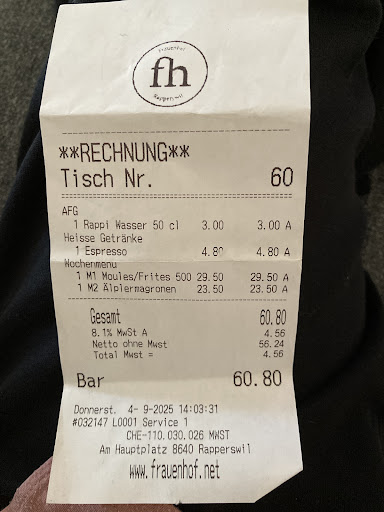 Frauenhof
fh
Rapperswil
**RECHNUNG**
Tisch Nr. 60
AFG
1 Rappi Wasser 50 cl 3.00 3.00 A
Heisse Getränke
1 Espresso 4.80 4.80 A
Wochenmenü
1 M1 Moules/Frites 500 29.50 29.50 A
1 M2 Älplermagronen 23.50 23.50 A
Gesamt 60.80
8.1% MwSt A 4.56
Netto ohne Mwst 56.24
Total Mwst = 4.56
Bar 60.80
Donnerst. 4- 9-2025 14:03:31
#032147 L0001 Service 1
CHE-110.030.026 MWST
Am Hauptplatz 8640 Rapperswil
www.frauenhof.net